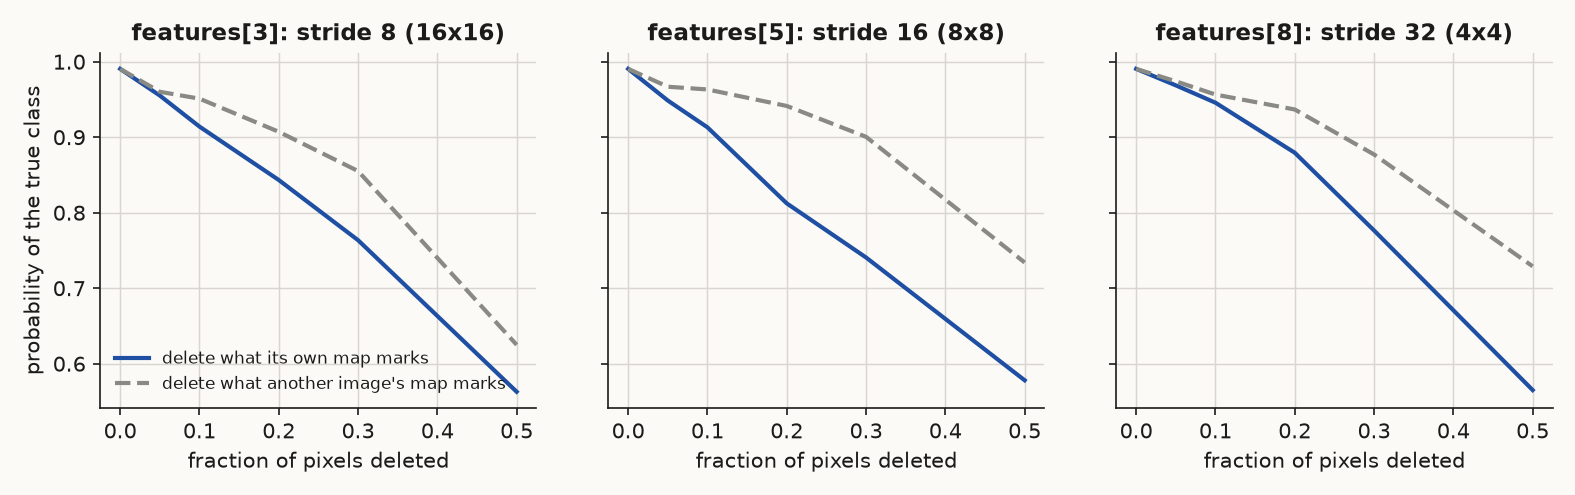 features[3]: stride 8 (16x16)
features[5]: stride 16 (8x8)
features[8]: stride 32 (4x4)
probability of the true class
1.0
0.9
0.8
0.7
0.6
delete what its own map marks
delete what another image's map marks
0.0 0.1 0.2 0.3 0.4 0.5
0.0 0.1 0.2 0.3 0.4 0.5
0.0 0.1 0.2 0.3 0.4 0.5
fraction of pixels deleted
fraction of pixels deleted
fraction of pixels deleted